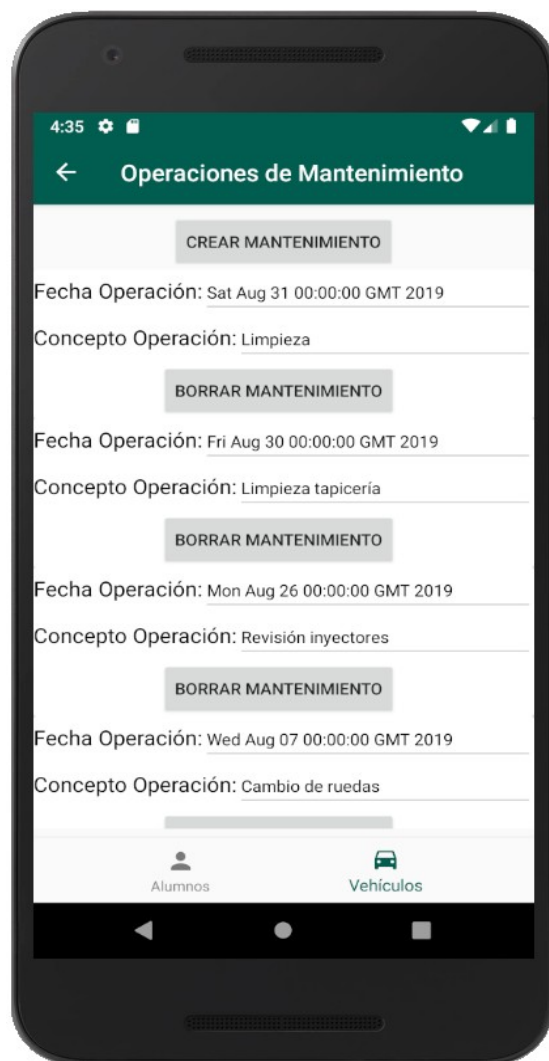 4:35
Operaciones de Mantenimiento
CREAR MANTENIMIENTO
Fecha Operación: Sat Aug 31 00:00:00 GMT 2019
Concepto Operación: Limpieza
BORRAR MANTENIMIENTO
Fecha Operación: Fri Aug 30 00:00:00 GMT 2019
Concepto Operación: Limpieza tapicería
BORRAR MANTENIMIENTO
Fecha Operación: Mon Aug 26 00:00:00 GMT 2019
Concepto Operación: Revisión inyectores
BORRAR MANTENIMIENTO
Fecha Operación: Wed Aug 07 00:00:00 GMT 2019
Concepto Operación: Cambio de ruedas
Alumnos Vehículos